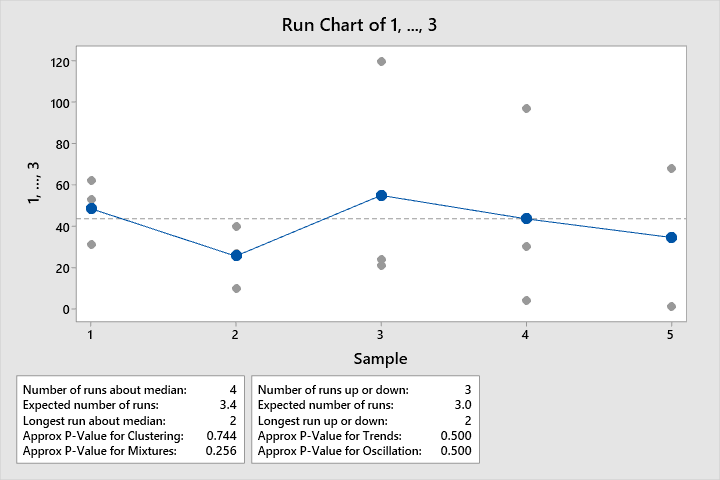 Run Chart of 1, ..., 3
1, ..., 3
120
100
80
60
40
20
0
1 2 3 4 5
Sample
Number of runs about median: 4
Expected number of runs: 3.4
Longest run about median: 2
Approx P-Value for Clustering: 0.744
Approx P-Value for Mixtures: 0.256
Number of runs up or down: 3
Expected number of runs: 3.0
Longest run up or down: 2
Approx P-Value for Trends: 0.500
Approx P-Value for Oscillation: 0.500